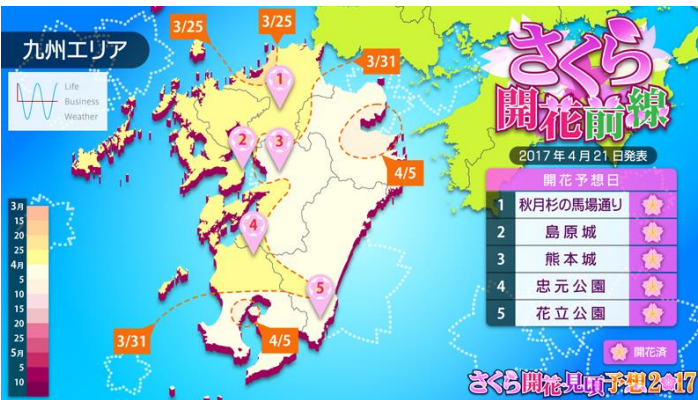 九州エリア
Life
Business
Weather
3/25
3/25
3/31
4/5
3/31
4/5
1
2
3
4
5
3月
15
20
25
4月
5
10
15
20
25
5月
5
10
さくら
開花前線
2017年4月21日発表
開花予想日
1 秋月杉の馬場通り
2 島原城
3 熊本城
4 忠元公園
5 花立公園
開花済
さくら開花・見頃予想2017